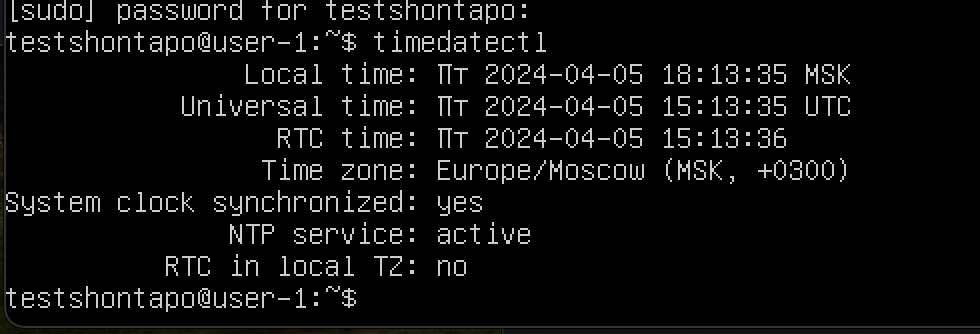 [sudo] password for testshontapo:
testshontapo@user-1:~$ timedatectl
Local time: Пт 2024-04-05 18:13:35 MSK
Universal time: Пт 2024-04-05 15:13:35 UTC
RTC time: Пт 2024-04-05 15:13:36
Time zone: Europe/Moscow (MSK, +0300)
System clock synchronized: yes
NTP service: active
RTC in local TZ: no
testshontapo@user-1:~$